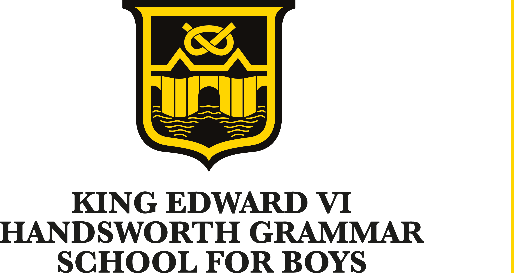 KING EDWARD VI
HANDSWORTH GRAMMAR
SCHOOL FOR BOYS